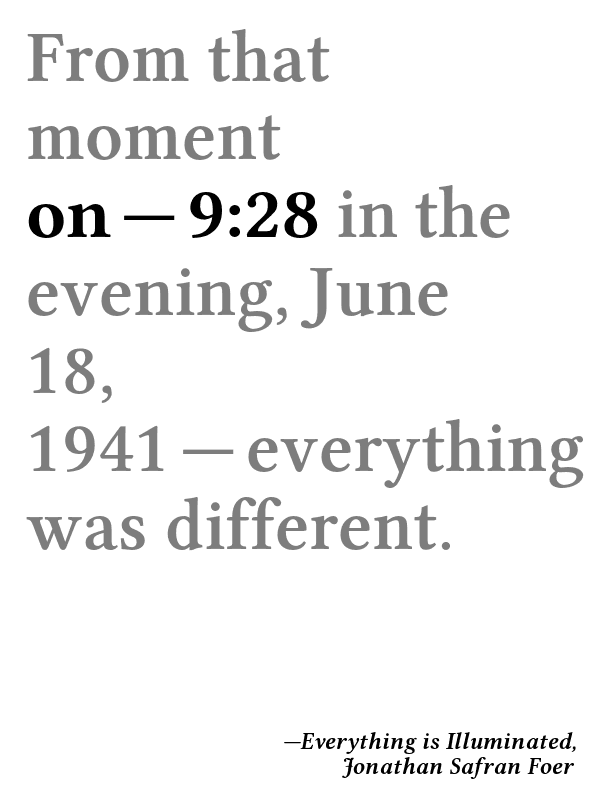 From that
moment
on — 9:28 in the
evening, June
18,
1941 — everything
was different.
—Everything is Illuminated,
Jonathan Safran Foer